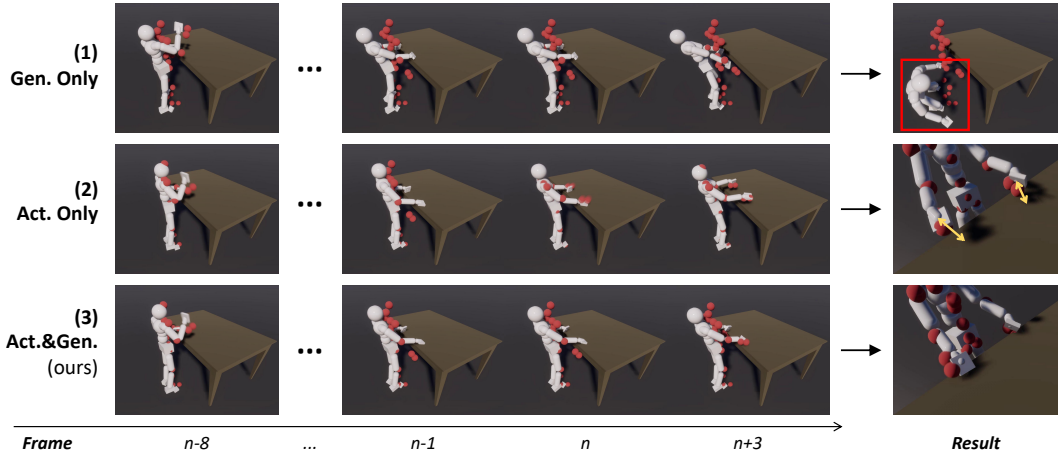 (1)
Gen. Only
...
(2)
Act. Only
...
(3)
Act.&Gen.
(ours)
...
Frame n-8 ... n-1 n n+3 Result